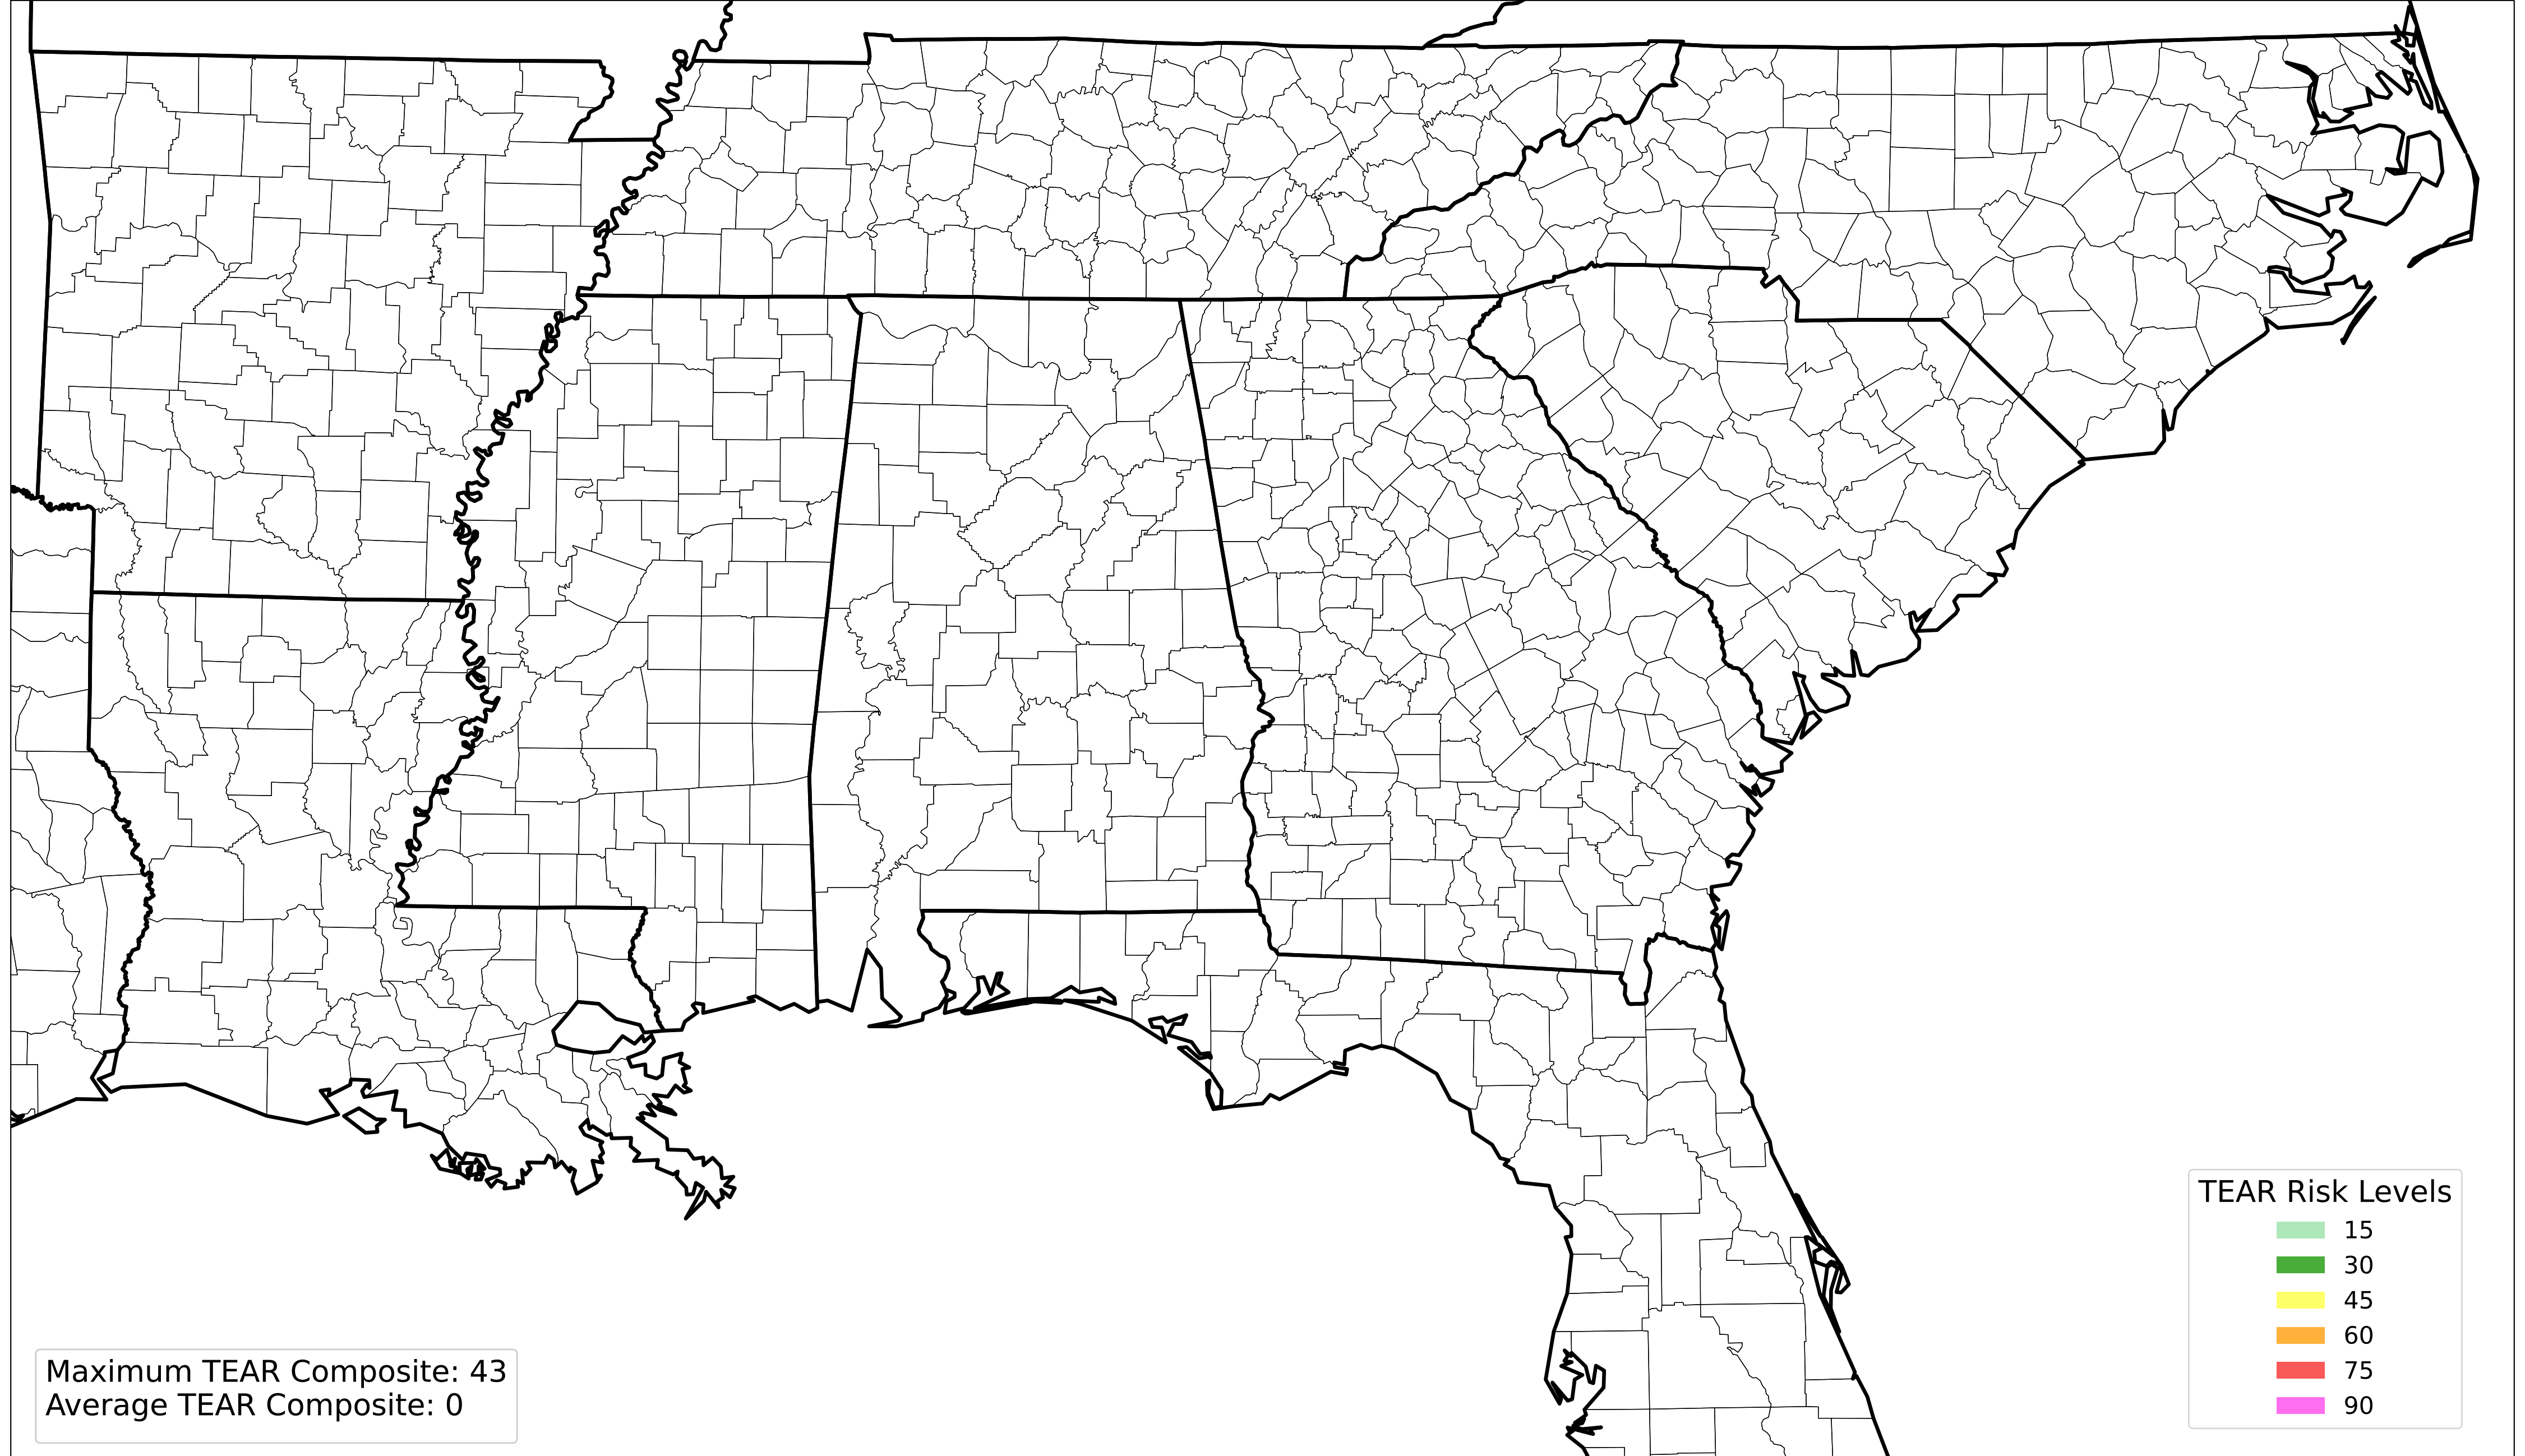 TEAR Risk Levels
15
30
45
60
75
90
Maximum TEAR Composite: 43
Average TEAR Composite: 0